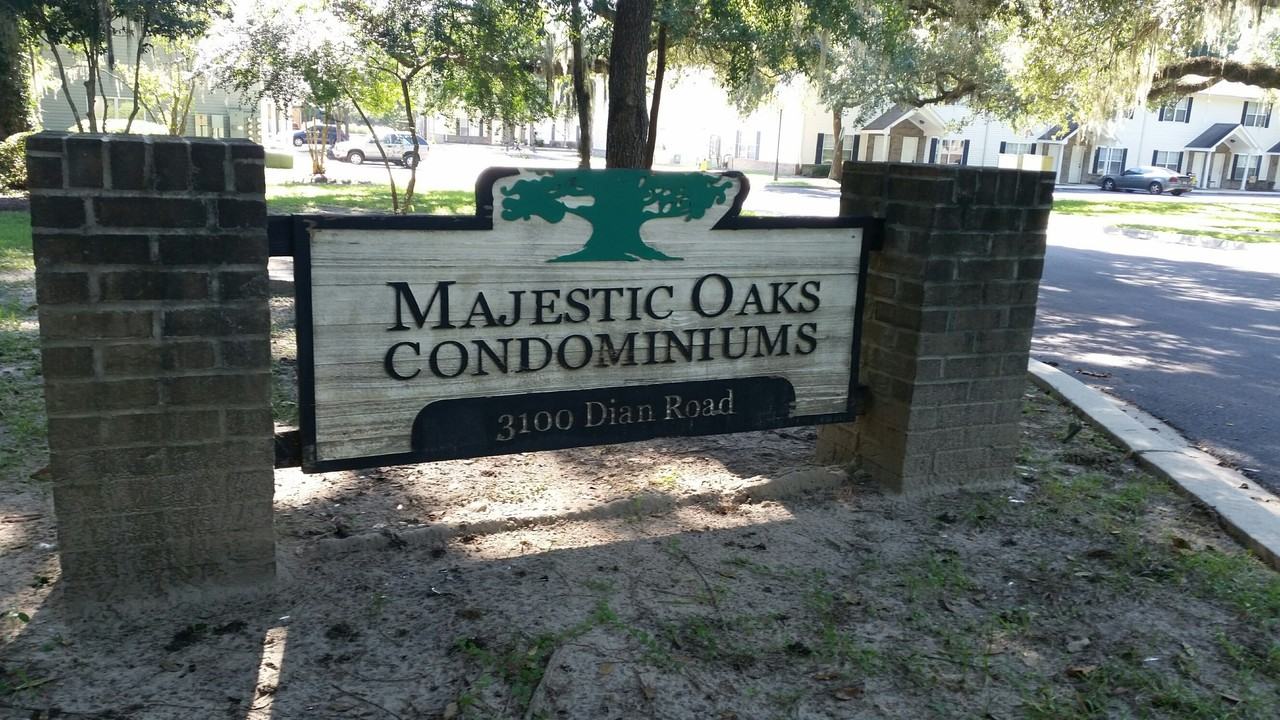 MAJESTIC OAKS
CONDOMINIUMS
3100 Dian Road